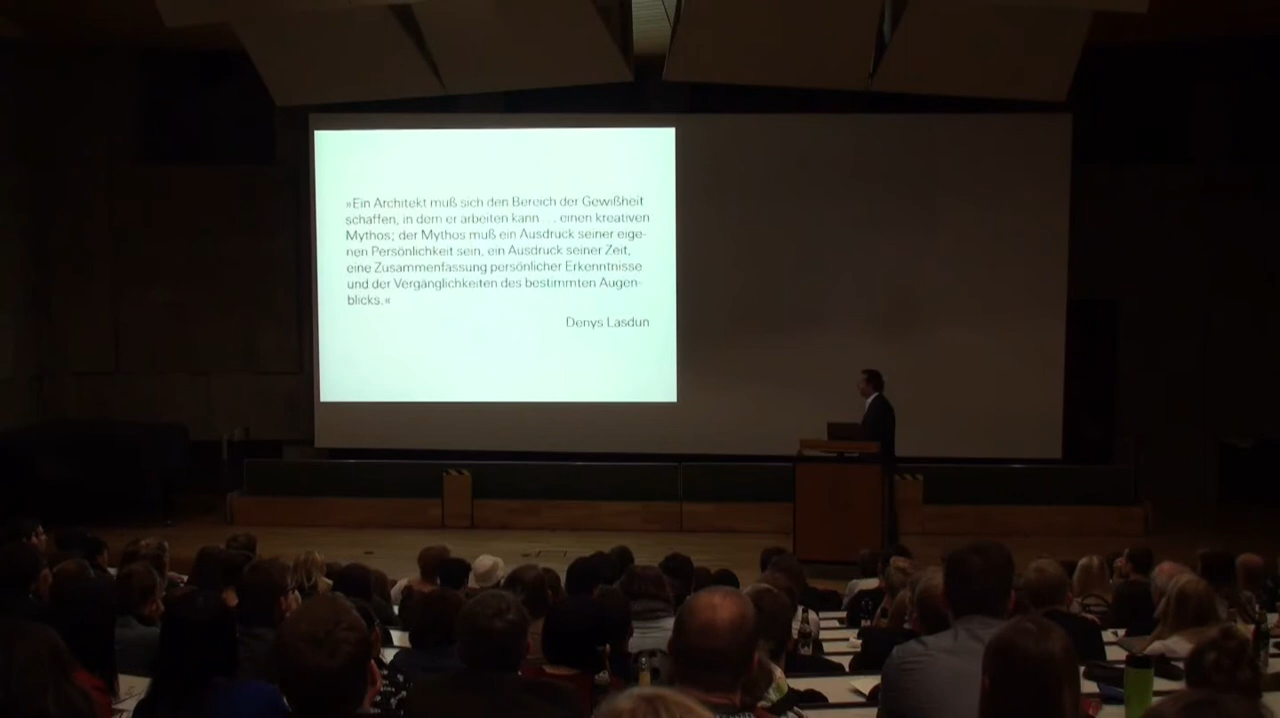 »Ein Architekt muß sich den Bereich der Gewißheit
schaffen, in dem er arbeiten kann ... einen kreativen
Mythos; der Mythos muß ein Ausdruck seiner eige-
nen Persönlichkeit sein, ein Ausdruck seiner Zeit,
eine Zusammenfassung persönlicher Erkenntnisse
und der Vergänglichkeiten des bestimmten Augen-
blicks.«
Denys Lasdun